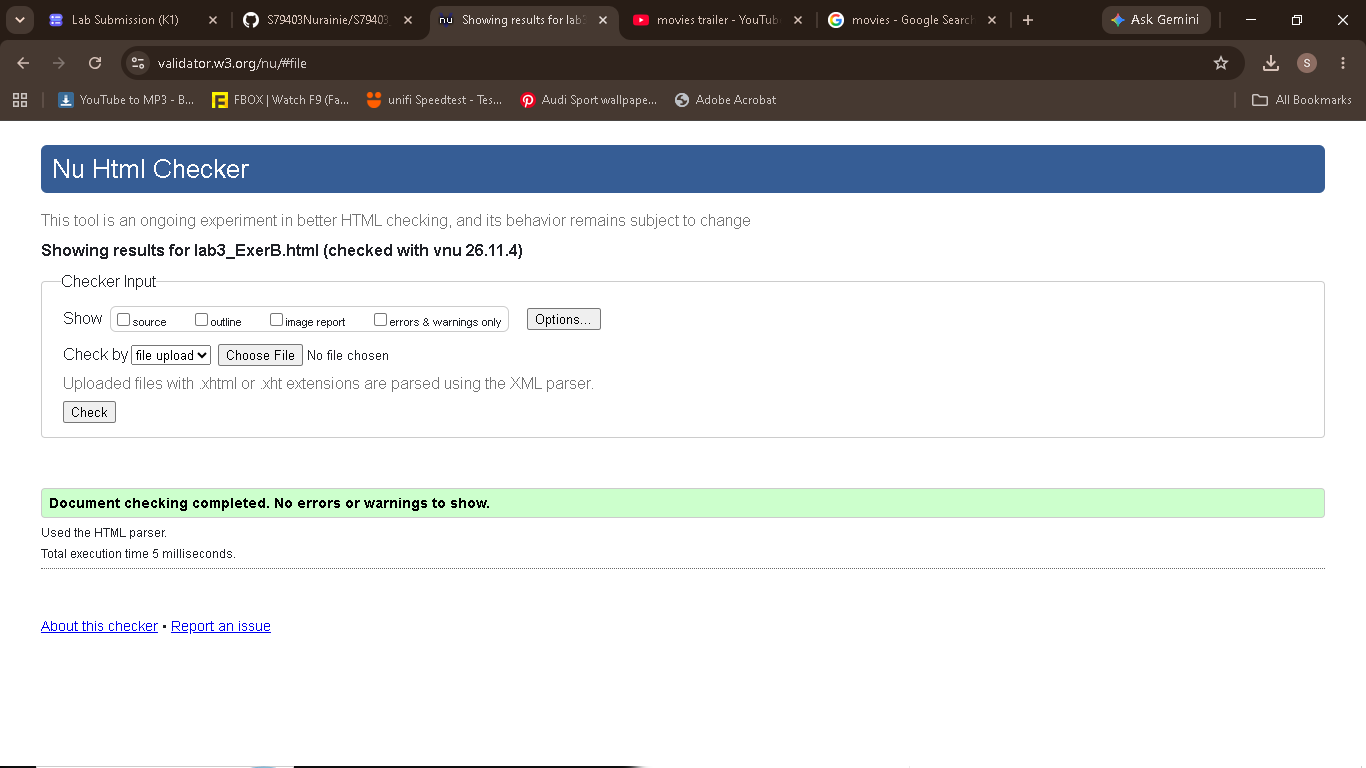 Lab Submission (K1)
S79403Nurainie/S79403
nu
Showing results for lab3
movies trailer - YouTube
movies - Google Search
Ask Gemini
validator.w3.org/nu/#file
S
YouTube to MP3 - B...
FBOX | Watch F9 (Fa...
unifi Speedtest - Tes...
Audi Sport wallpape...
Adobe Acrobat
All Bookmarks
Nu Html Checker
This tool is an ongoing experiment in better HTML checking, and its behavior remains subject to change
Showing results for lab3_ExerB.html (checked with vnu 26.11.4)
Checker Input
Show source outline image report errors & warnings only Options...
Check by file upload Choose File No file chosen
Uploaded files with .xhtml or .xht extensions are parsed using the XML parser.
Check
Document checking completed. No errors or warnings to show.
Used the HTML parser.
Total execution time 5 milliseconds.
About this checker • Report an issue